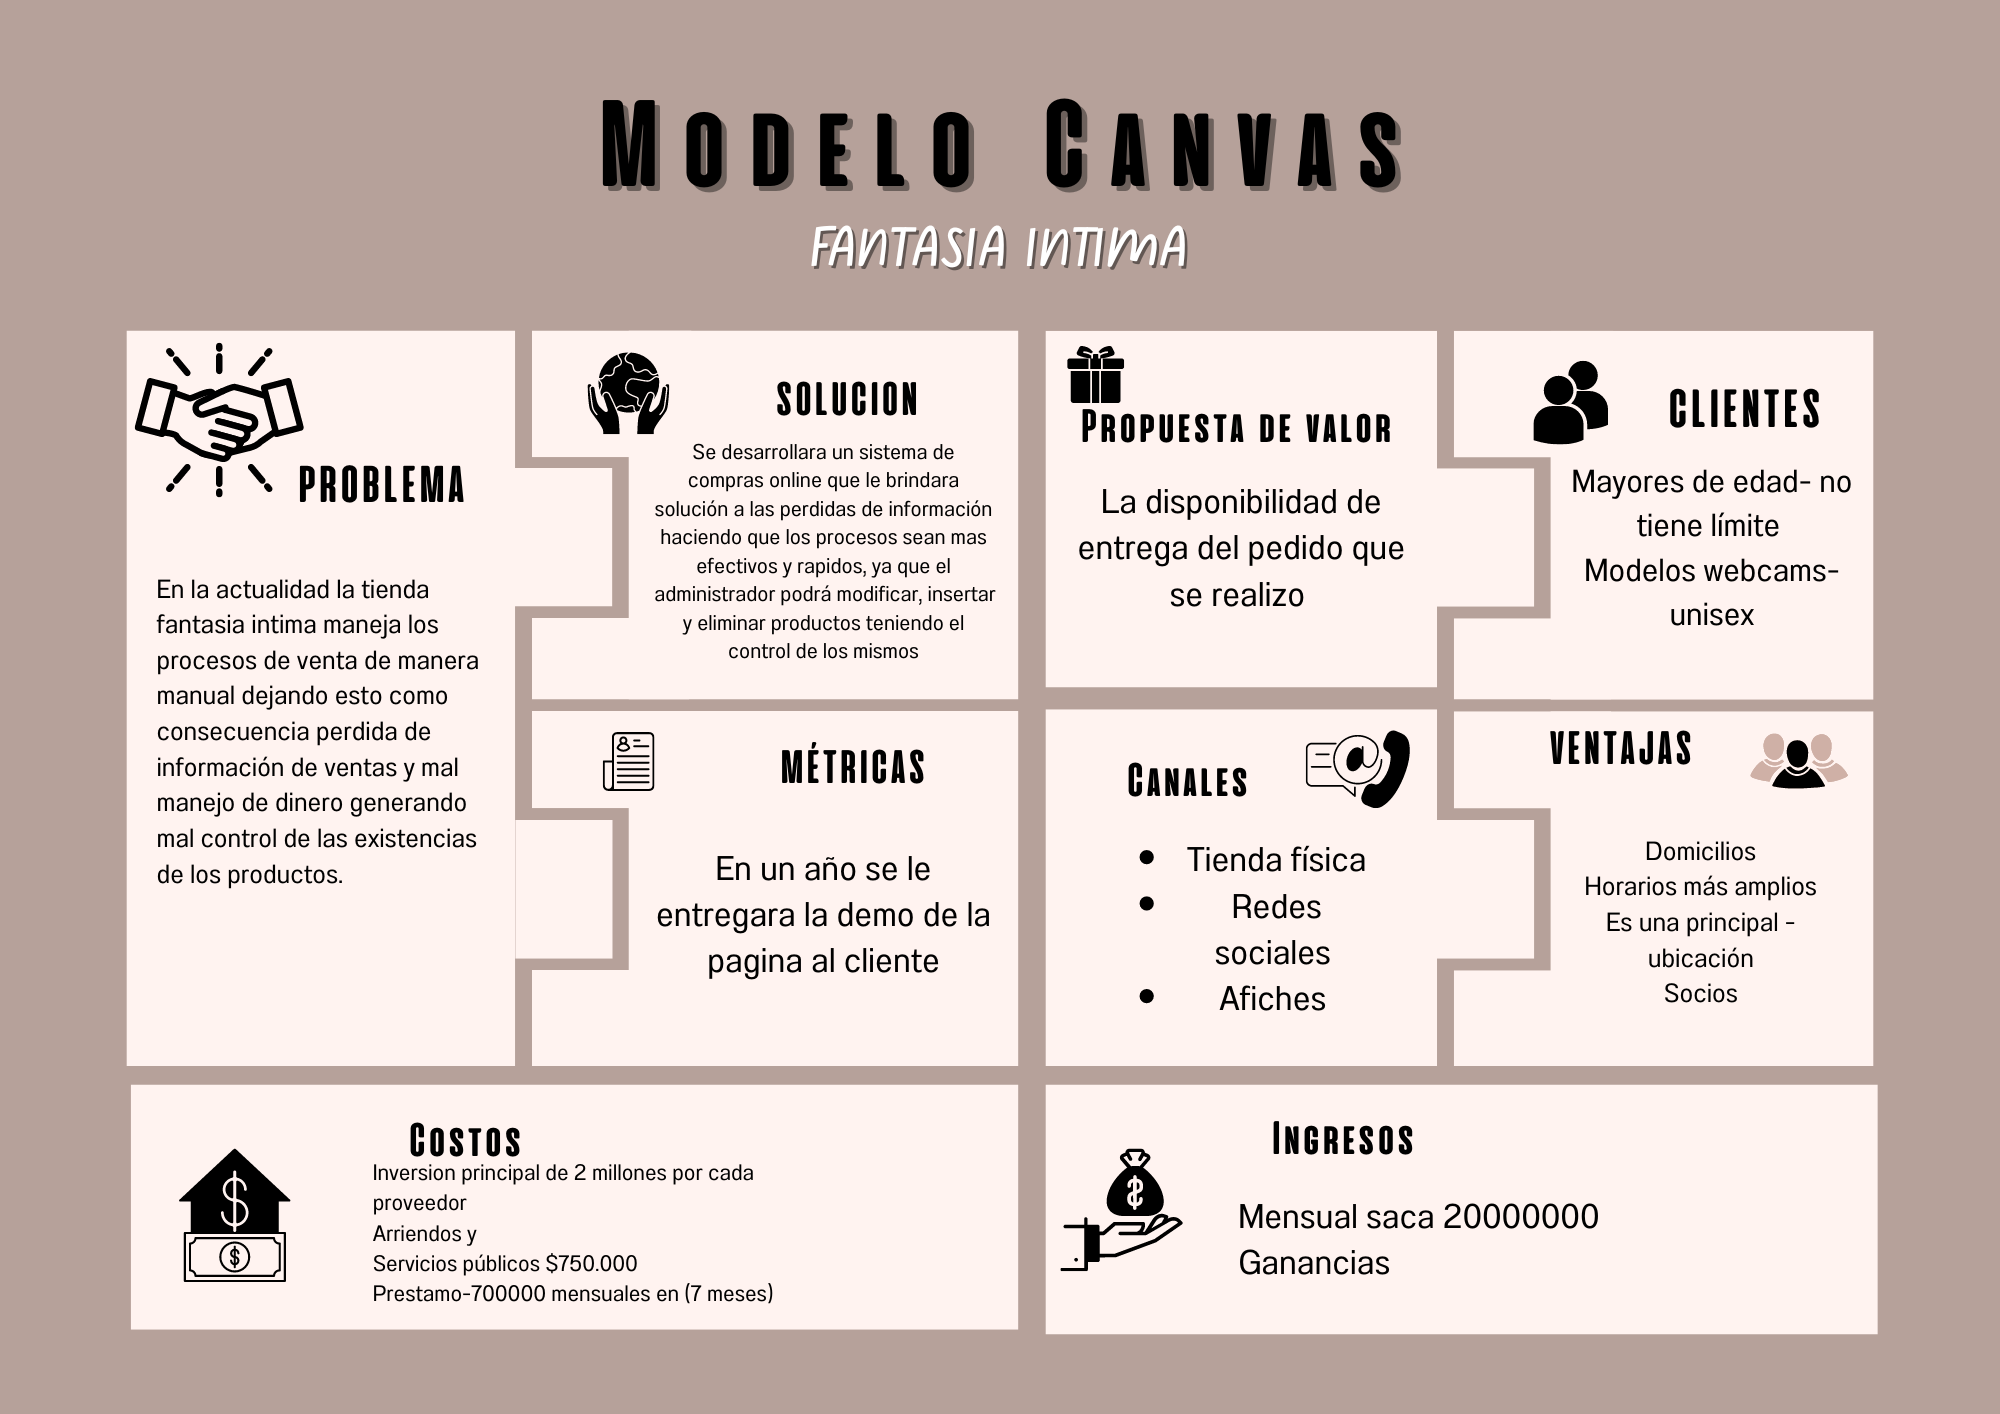 MODELO CANVAS
FANTASIA INTIMA
PROBLEMA
En la actualidad la tienda
fantasia intima maneja los
procesos de venta de manera
manual dejando esto como
consecuencia perdida de
información de ventas y mal
manejo de dinero generando
mal control de las existencias
de los productos.
SOLUCION
Se desarrollara un sistema de
compras online que le brindara
solución a las perdidas de información
haciendo que los procesos sean mas
efectivos y rapidos, ya que el
administrador podrá modificar, insertar
y eliminar productos teniendo el
control de los mismos
MÉTRICAS
En un año se le
entregara la demo de la
pagina al cliente
PROPUESTA DE VALOR
La disponibilidad de
entrega del pedido que
se realizo
CANALES
• Tienda física
• Redes
sociales
• Afiches
CLIENTES
Mayores de edad- no
tiene límite
Modelos webcams-
unisex
VENTAJAS
Domicilios
Horarios más amplios
Es una principal -
ubicación
Socios
COSTOS
Inversion principal de 2 millones por cada
proveedor
Arriendos y
Servicios públicos $750.000
Prestamo-700000 mensuales en (7 meses)
INGRESOS
Mensual saca 20000000
Ganancias